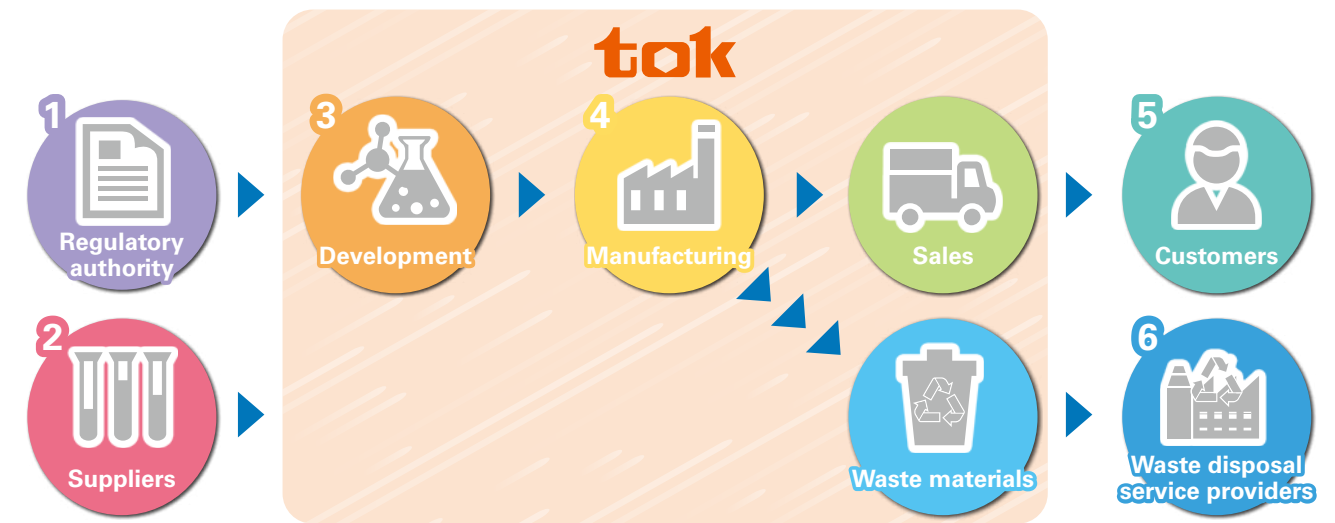 tok
1
Regulatory
authority
3
Development
4
Manufacturing
Sales
5
Customers
2
Suppliers
Waste materials
6
Waste disposal
service providers